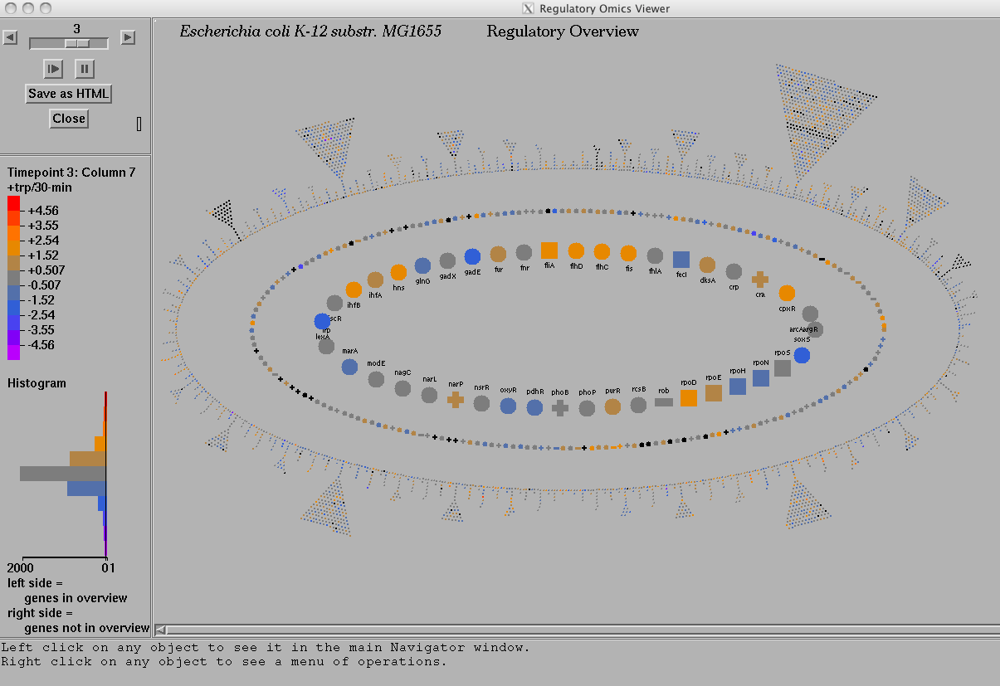 Regulatory Omics Viewer
3
Save as HTML
Close
Escherichia coli K-12 substr. MG1655 Regulatory Overview
Timepoint 3: Column 7
+trp/30-min
+4.56
+3.55
+2.54
+1.52
+0.507
-0.507
-1.52
-2.54
-3.55
-4.56
Histogram
2000 01
left side =
genes in overview
right side =
genes not in overview
ihfB
ihfA
hns
glnG
gadX
gadE
fur
fnr
fliA
flhD
flhC
fis
fhlA
fecI
dksA
crp
cra
cpxR
arcA
argR
iscR
lrp
lexA
marA
modE
nagC
narL
narP
nsrR
oxyR
pdhR
phoB
phoP
purR
rcsB
rob
rpoD
rpoE
rpoH
rpoN
rpoS
soxS
Left click on any object to see it in the main Navigator window.
Right click on any object to see a menu of operations.